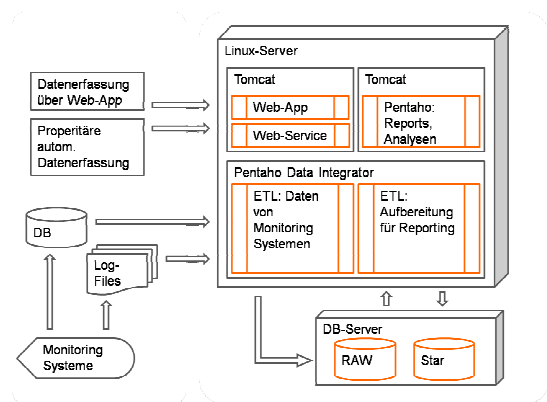 Linux-Server
Datenerfassung
über Web-App
Properitäre
autom.
Datenerfassung
Tomcat
Web-App
Web-Service
Tomcat
Pentaho:
Reports,
Analysen
Pentaho Data Integrator
ETL: Daten
von
Monitoring
Systemen
ETL:
Aufbereitung
für Reporting
DB
Log-
Files
Monitoring
Systeme
DB-Server
RAW
Star